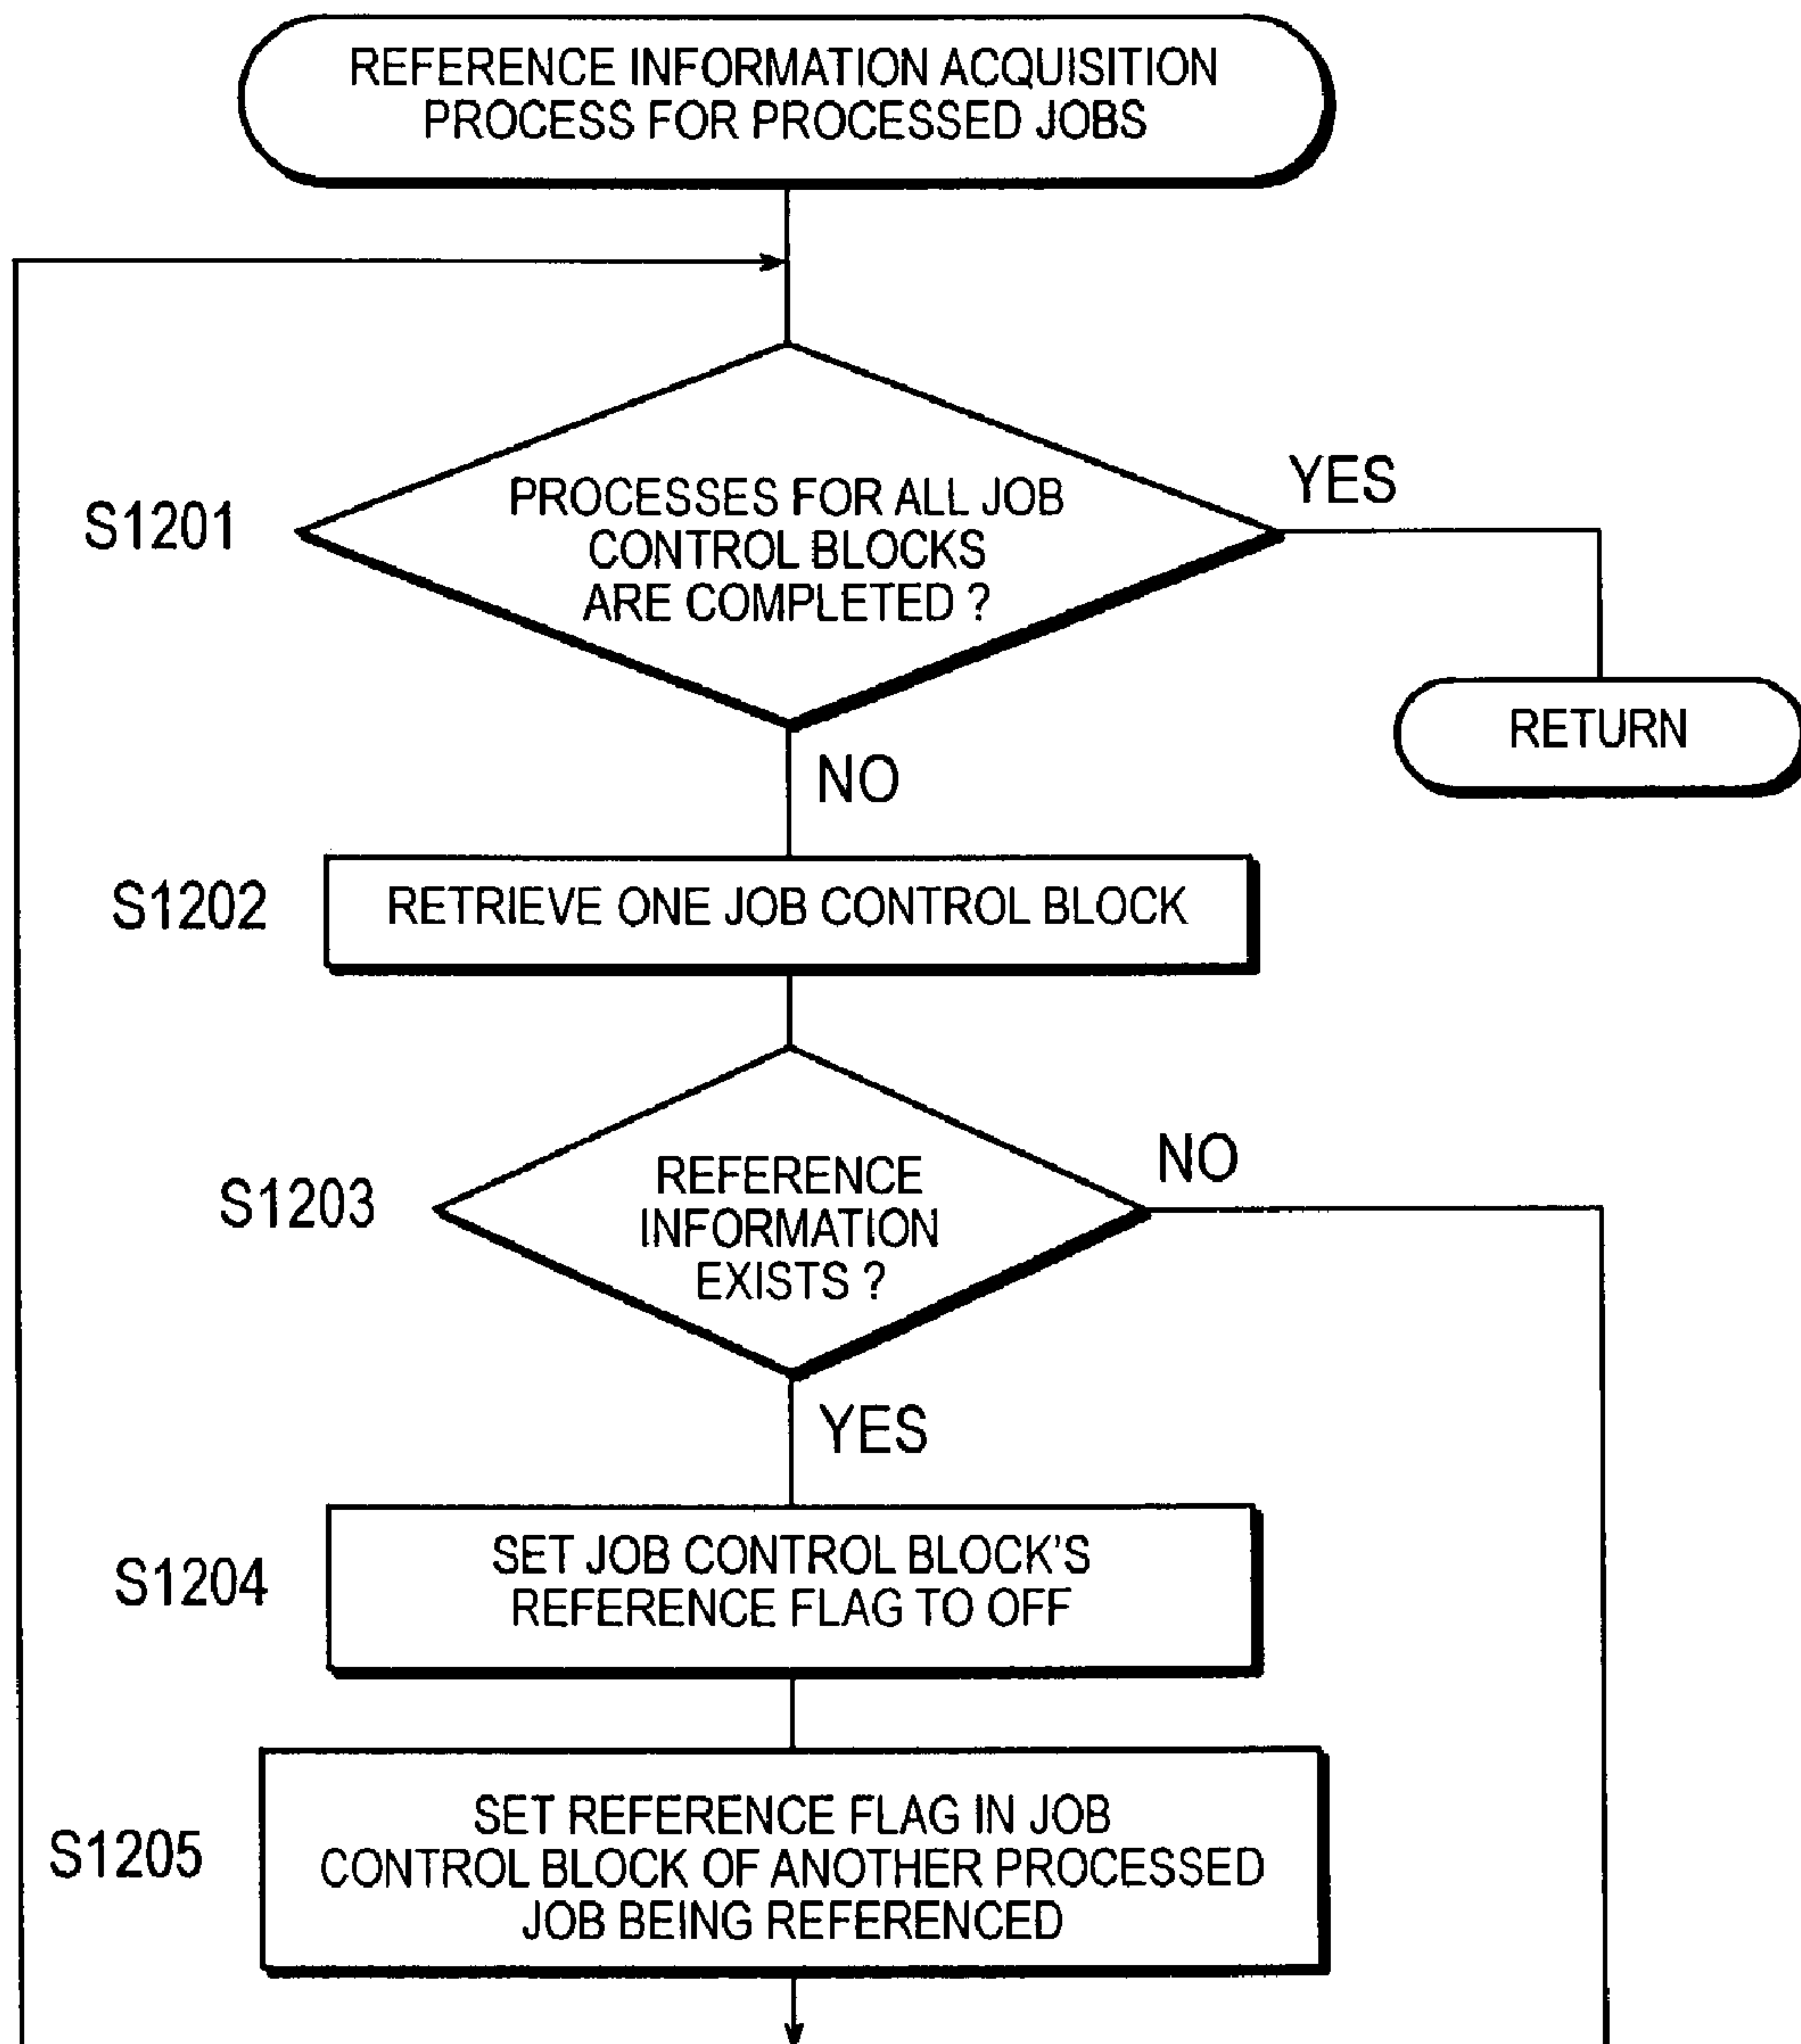 REFERENCE INFORMATION ACQUISITION
PROCESS FOR PROCESSED JOBS
S1201
PROCESSES FOR ALL JOB
CONTROL BLOCKS
ARE COMPLETED ?
YES
RETURN
NO
S1202
RETRIEVE ONE JOB CONTROL BLOCK
S1203
REFERENCE
INFORMATION
EXISTS ?
NO
YES
S1204
SET JOB CONTROL BLOCK'S
REFERENCE FLAG TO OFF
S1205
SET REFERENCE FLAG IN JOB
CONTROL BLOCK OF ANOTHER PROCESSED
JOB BEING REFERENCED